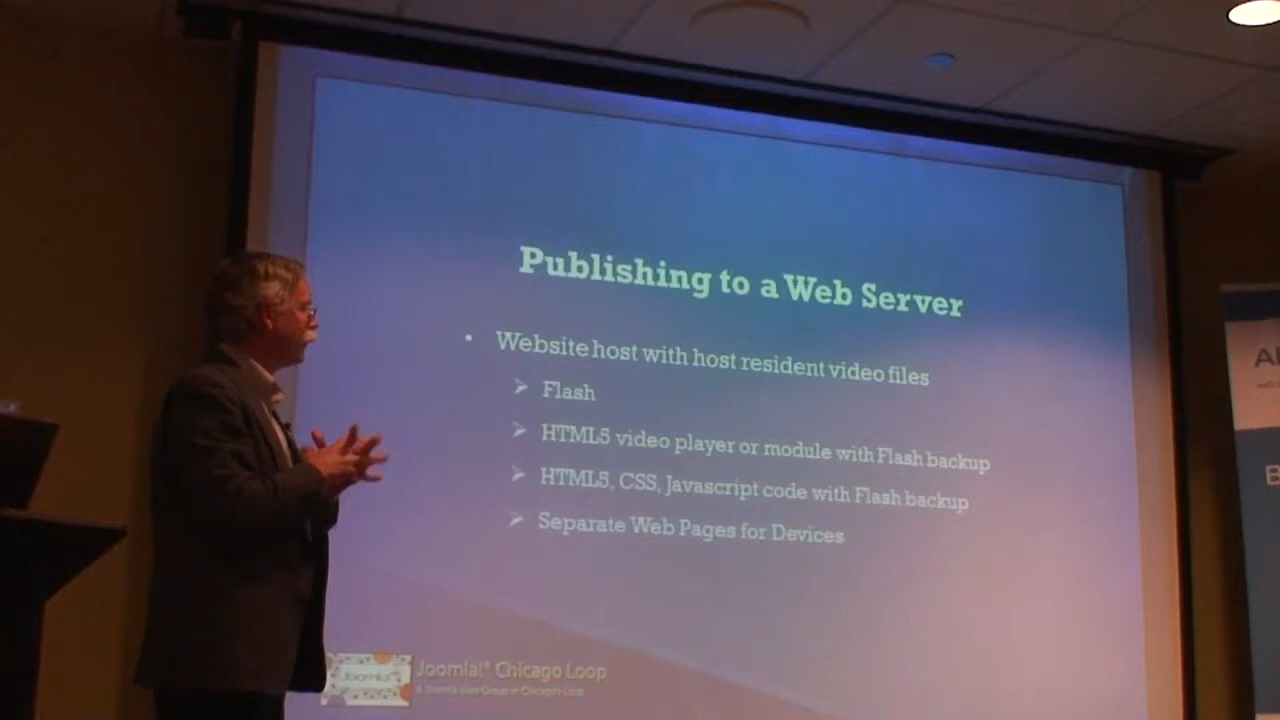 Publishing to a Web Server
• Website host with host resident video files
➢ Flash
➢ HTML5 video player or module with Flash backup
➢ HTML5, CSS, Javascript code with Flash backup
➢ Separate Web Pages for Devices
Joomla!® Chicago Loop
Joomla!